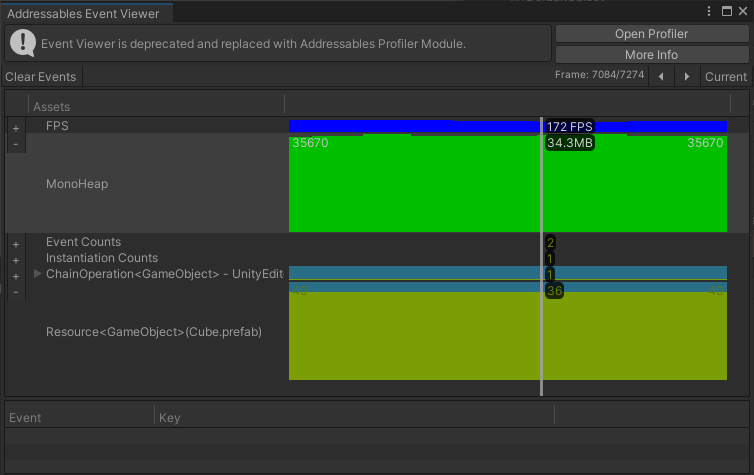 Addressables Event Viewer
Event Viewer is deprecated and replaced with Addressables Profiler Module.
Open Profiler
More Info
Clear Events
Frame: 7084/7274
Current
Assets
+ FPS
172 FPS
- MonoHeap
35670
34.3MB
35670
+ Event Counts
2
+ Instantiation Counts
1
+ ChainOperation<GameObject> - UnityEdit
1
- Resource<GameObject>(Cube.prefab)
36
Event
Key